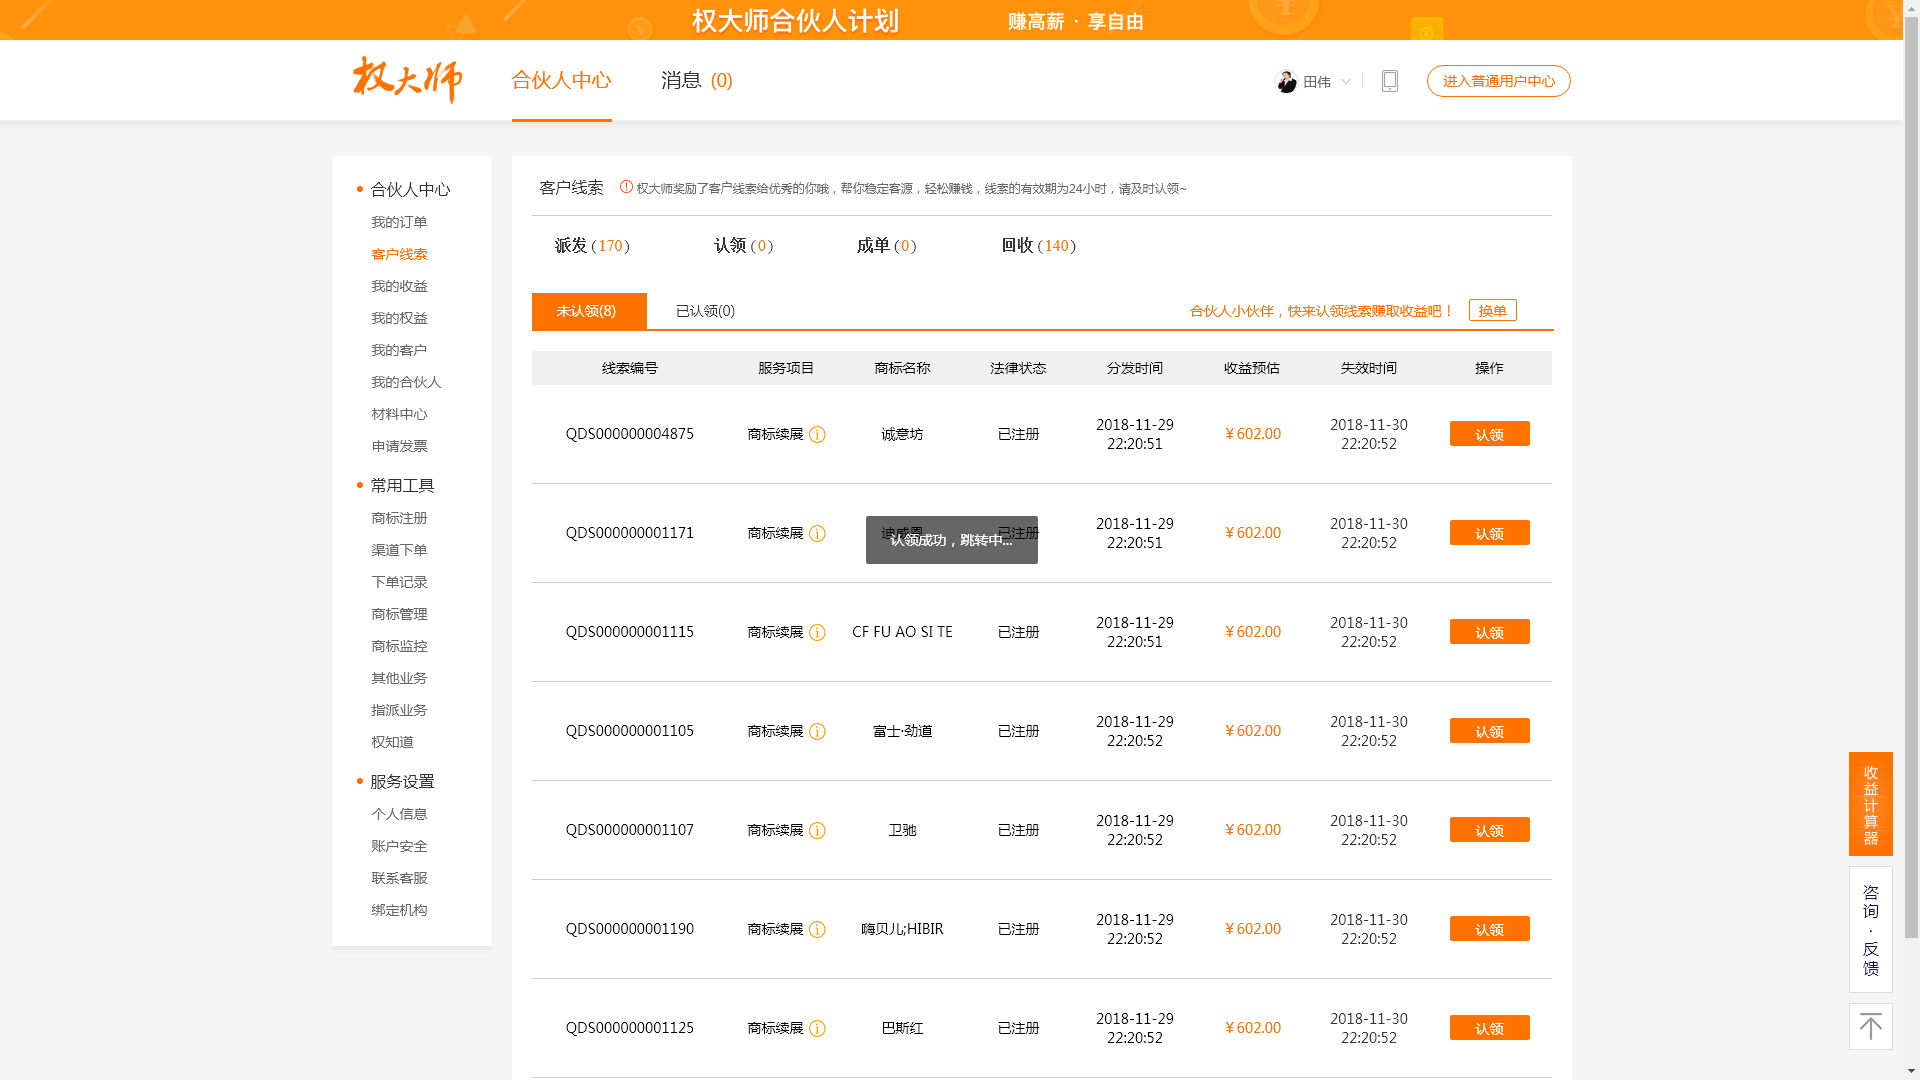 权大师合伙人计划 赚高薪 · 享自由
权大师 合伙人中心 消息 (0) 田伟 进入普通用户中心
合伙人中心
我的订单
客户线索
我的收益
我的权益
我的客户
我的合伙人
材料中心
申请发票
常用工具
商标注册
渠道下单
下单记录
商标管理
商标监控
其他业务
指派业务
权知道
服务设置
个人信息
账户安全
联系客服
绑定机构
客户线索 权大师奖励了客户线索给优秀的你哦，帮你稳定客源，轻松赚钱，线索的有效期为24小时，请及时认领~
派发 (170) 认领 (0) 成单 (0) 回收 (140)
未认领(8) 已认领(0) 合伙人小伙伴，快来认领线索赚取收益吧！ 换单
线索编号 服务项目 商标名称 法律状态 分发时间 收益预估 失效时间 操作
QDS000000004875 商标续展 诚意坊 已注册 2018-11-29 22:20:51 ￥602.00 2018-11-30 22:20:52 认领
QDS000000001171 商标续展 迪威恩 已注册 2018-11-29 22:20:51 ￥602.00 2018-11-30 22:20:52 认领
认领成功，跳转中...
QDS000000001115 商标续展 CF FU AO SI TE 已注册 2018-11-29 22:20:51 ￥602.00 2018-11-30 22:20:52 认领
QDS000000001105 商标续展 富士·劲道 已注册 2018-11-29 22:20:52 ￥602.00 2018-11-30 22:20:52 认领
QDS000000001107 商标续展 卫驰 已注册 2018-11-29 22:20:52 ￥602.00 2018-11-30 22:20:52 认领
QDS000000001190 商标续展 嗨贝儿;HIBIR 已注册 2018-11-29 22:20:52 ￥602.00 2018-11-30 22:20:52 认领
QDS000000001125 商标续展 巴斯红 已注册 2018-11-29 22:20:52 ￥602.00 2018-11-30 22:20:52 认领
收益计算器
咨询·反馈